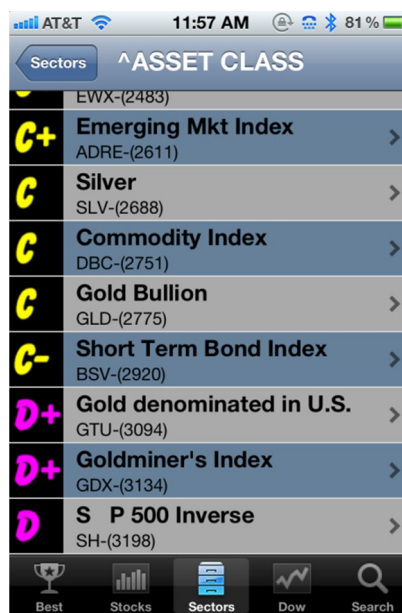 AT&T 11:57 AM 81%
Sectors ^ASSET CLASS
EWX-(2483)
C+ Emerging Mkt Index
ADRE-(2611)
C Silver
SLV-(2688)
C Commodity Index
DBC-(2751)
C Gold Bullion
GLD-(2775)
C- Short Term Bond Index
BSV-(2920)
D+ Gold denominated in U.S.
GTU-(3094)
D+ Goldminer's Index
GDX-(3134)
D S P 500 Inverse
SH-(3198)
Best Stocks Sectors Dow Search